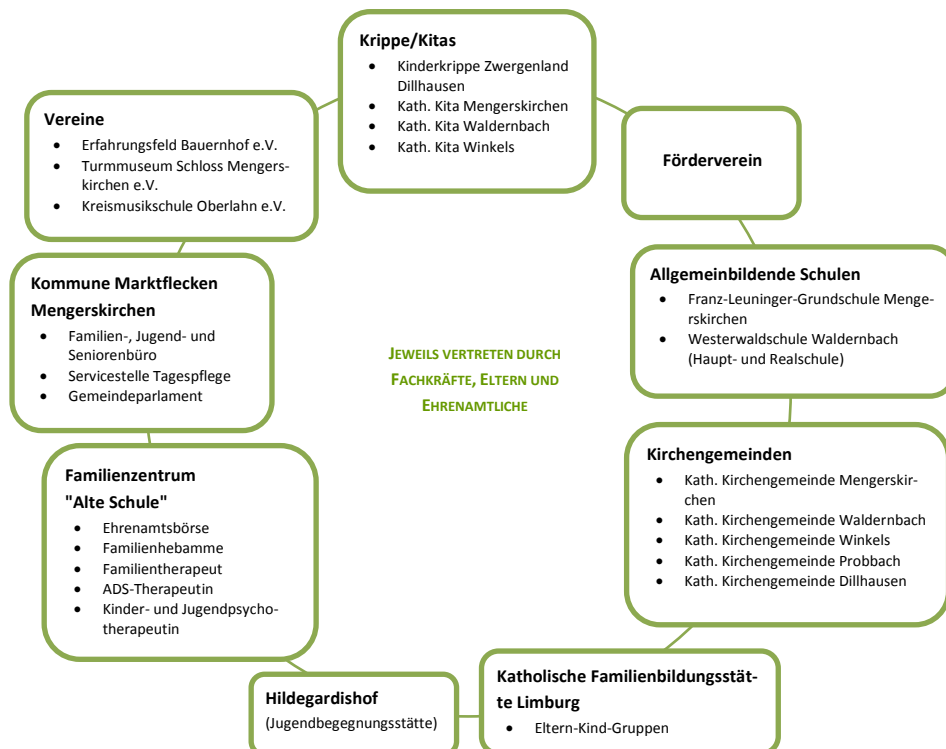 Krippe/Kitas
• Kinderkrippe Zwergenland
Dillhausen
• Kath. Kita Mengerskirchen
• Kath. Kita Waldernbach
• Kath. Kita Winkels
Vereine
• Erfahrungsfeld Bauernhof e.V.
• Turmmuseum Schloss Mengers-
kirchen e.V.
• Kreismusikschule Oberlahn e.V.
Förderverein
Kommune Marktflecken
Mengerskirchen
• Familien-, Jugend- und
Seniorenbüro
• Servicestelle Tagespflege
• Gemeindeparlament
Allgemeinbildende Schulen
• Franz-Leuninger-Grundschule Menge-
rskirchen
• Westerwaldschule Waldernbach
(Haupt- und Realschule)
JEWEILS VERTRETEN DURCH
FACHKRÄFTE, ELTERN UND
EHRENAMTLICHE
Familienzentrum
"Alte Schule"
• Ehrenamtsbörse
• Familienhebamme
• Familientherapeut
• ADS-Therapeutin
• Kinder- und Jugendpsycho-
therapeutin
Kirchengemeinden
• Kath. Kirchengemeinde Mengerskir-
chen
• Kath. Kirchengemeinde Waldernbach
• Kath. Kirchengemeinde Winkels
• Kath. Kirchengemeinde Probbach
• Kath. Kirchengemeinde Dillhausen
Hildegardishof
(Jugendbegegnungsstätte)
Katholische Familienbildungsstät-
te Limburg
• Eltern-Kind-Gruppen